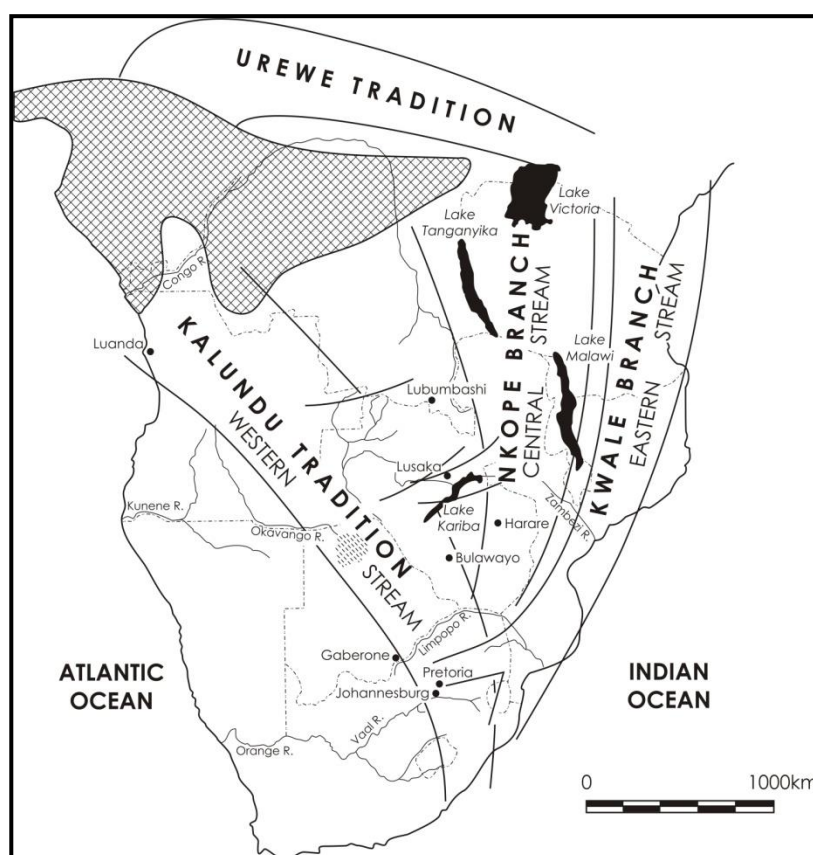 UREWE TRADITION
Lake
Victoria
Lake
Tanganyika
Congo R.
NKOPE BRANCH
CENTRAL STREAM
KWALE BRANCH
EASTERN STREAM
KALUNDU TRADITION
WESTERN STREAM
Luanda
Lake
Malawi
Lubumbashi
Lusaka
Lake
Kariba
Zambezi R.
Kunene R.
Okavango R.
Harare
Bulawayo
Limpopo R.
Gaberone
Pretoria
Johannesburg
ATLANTIC
OCEAN
INDIAN
OCEAN
Vaal R.
Orange R.
0 1000km